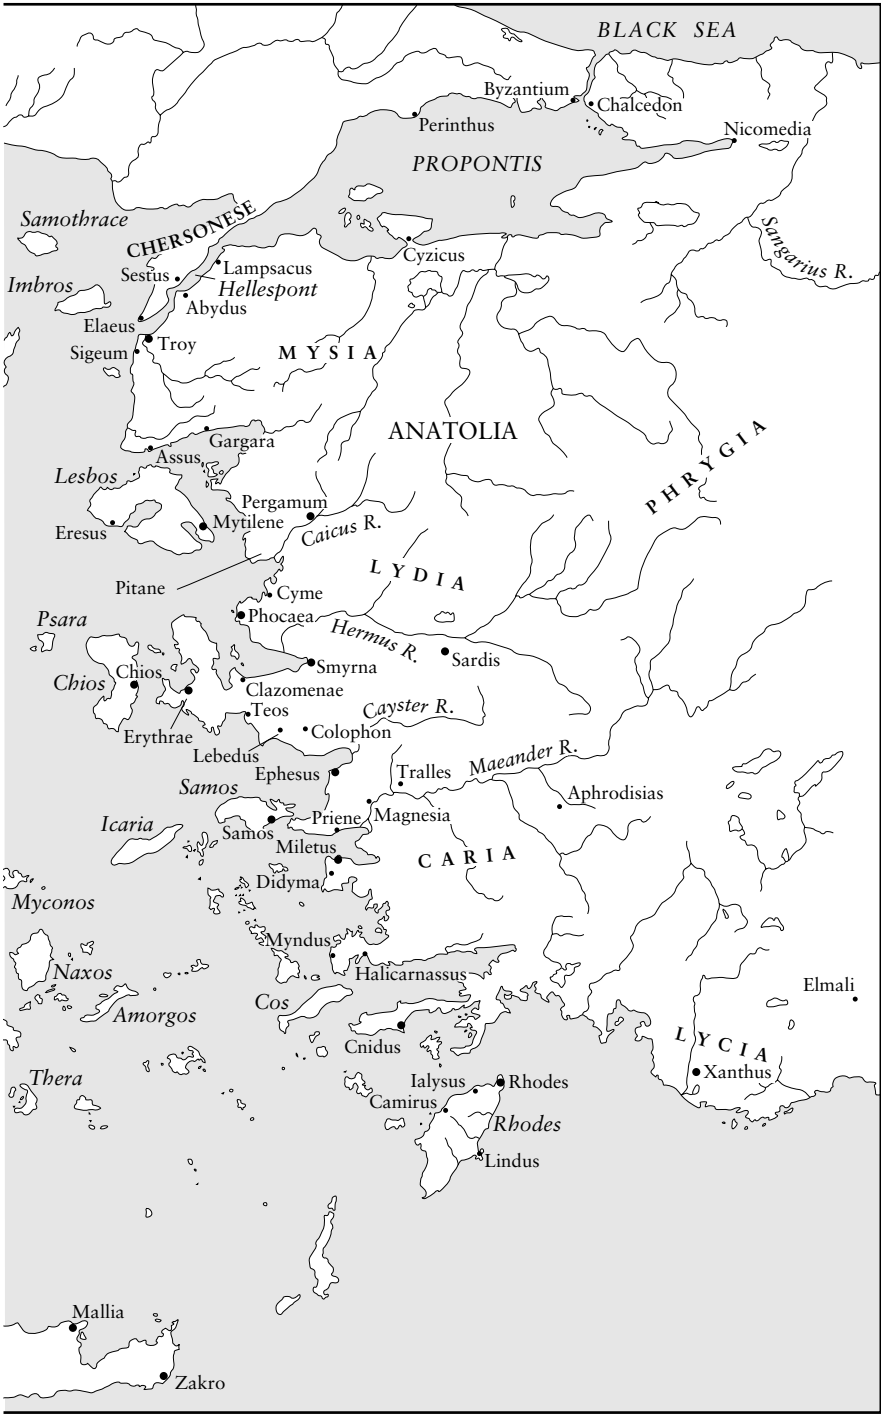 BLACK SEA
Byzantium
Chalcedon
Perinthus
Nicomedia
PROPONTIS
Samothrace
CHERSONESE
Sangarius R.
Cyzicus
Lampsacus
Sestus
Imbros
Hellespont
Abydus
Elaeus
Troy
Sigeum
MYSIA
ANATOLIA
Gargara
Assus
PHRYGIA
Lesbos
Pergamum
Mytilene
Eresus
Caicus R.
LYDIA
Pitane
Cyme
Phocaea
Psara
Hermus R.
Sardis
Smyrna
Chios
Chios
Clazomenae
Teos
Cayster R.
Erythrae
Colophon
Lebedus
Ephesus
Tralles
Maeander R.
Samos
Aphrodisias
Priene
Magnesia
Icaria
Samos
Miletus
CARIA
Didyma
Myconos
Myndus
Halicarnassus
Naxos
Elmali
Cos
Amorgos
Cnidus
LYCIA
Xanthus
Thera
Ialysus
Rhodes
Camirus
Rhodes
Lindus
Mallia
Zakro